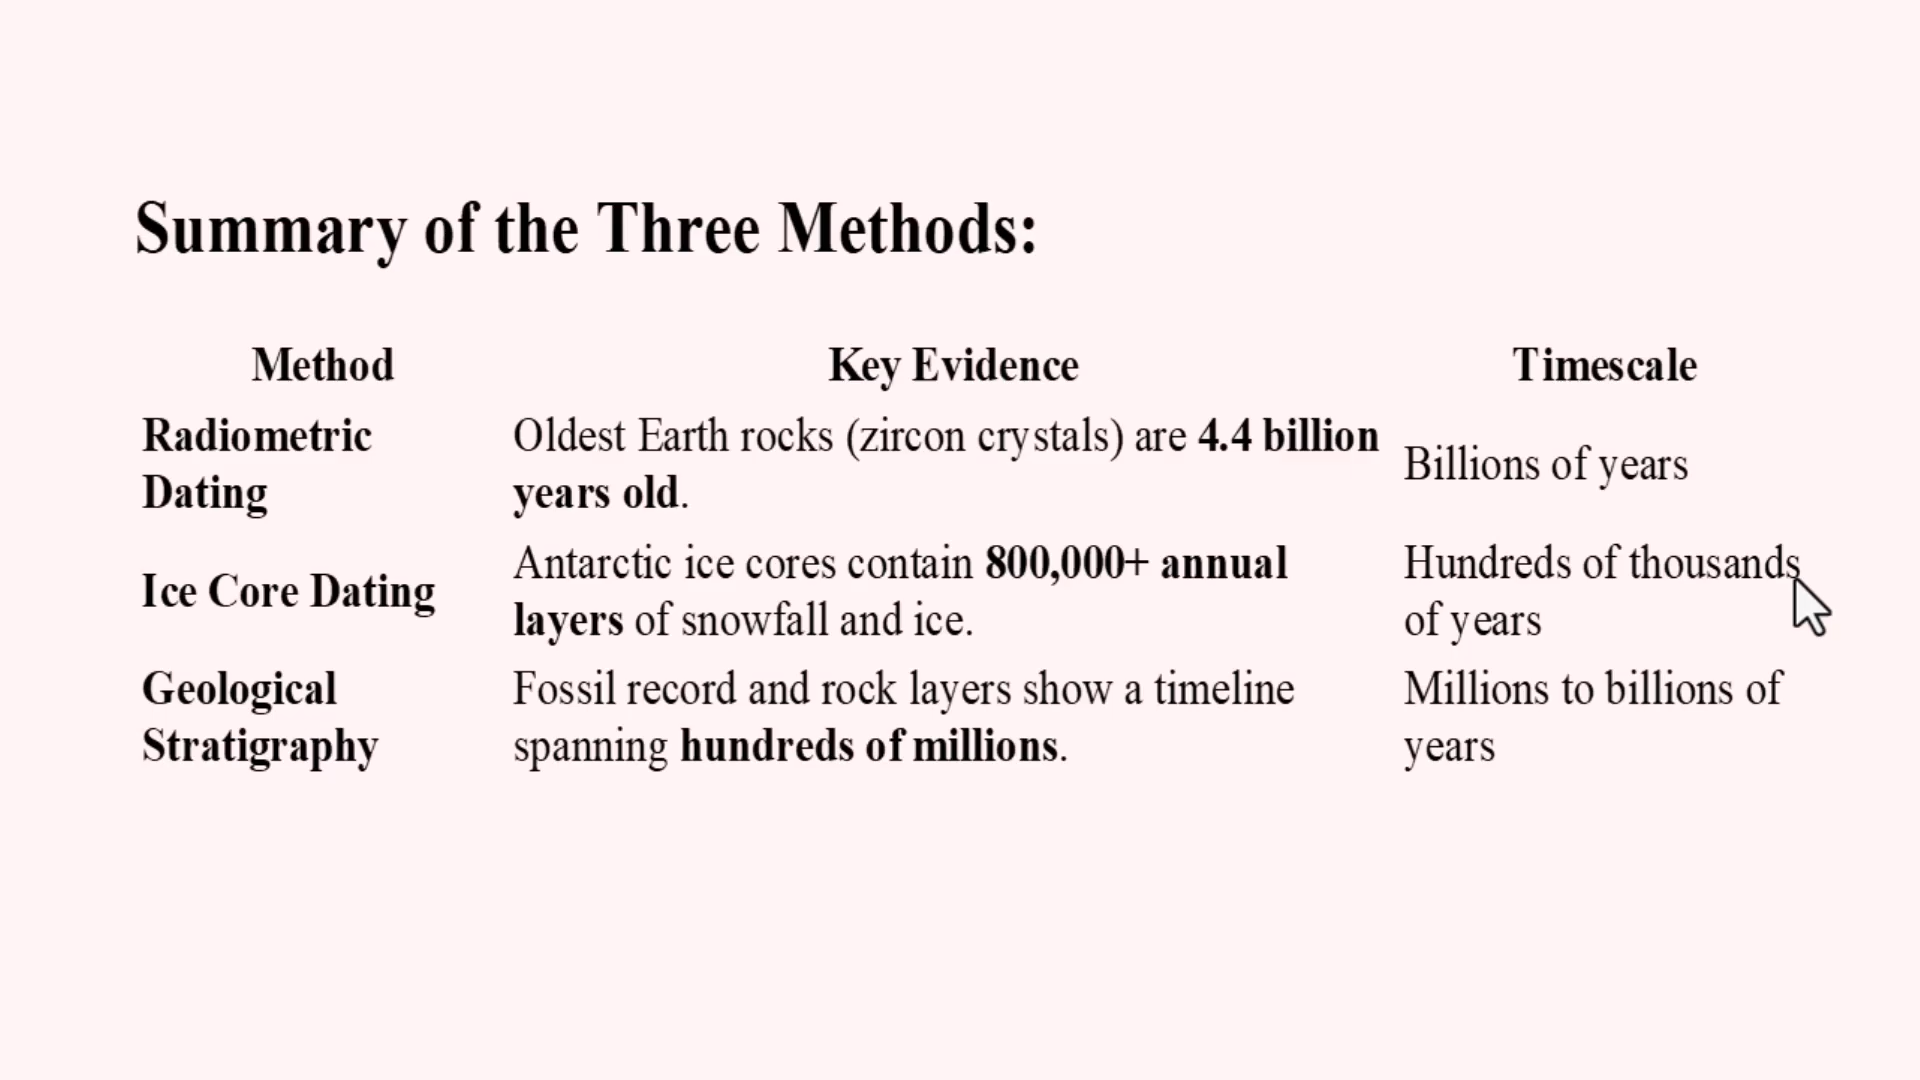 Summary of the Three Methods:
Method Key Evidence Timescale
Radiometric Dating Oldest Earth rocks (zircon crystals) are 4.4 billion years old. Billions of years
Ice Core Dating Antarctic ice cores contain 800,000+ annual layers of snowfall and ice. Hundreds of thousands of years
Geological Stratigraphy Fossil record and rock layers show a timeline spanning hundreds of millions. Millions to billions of years